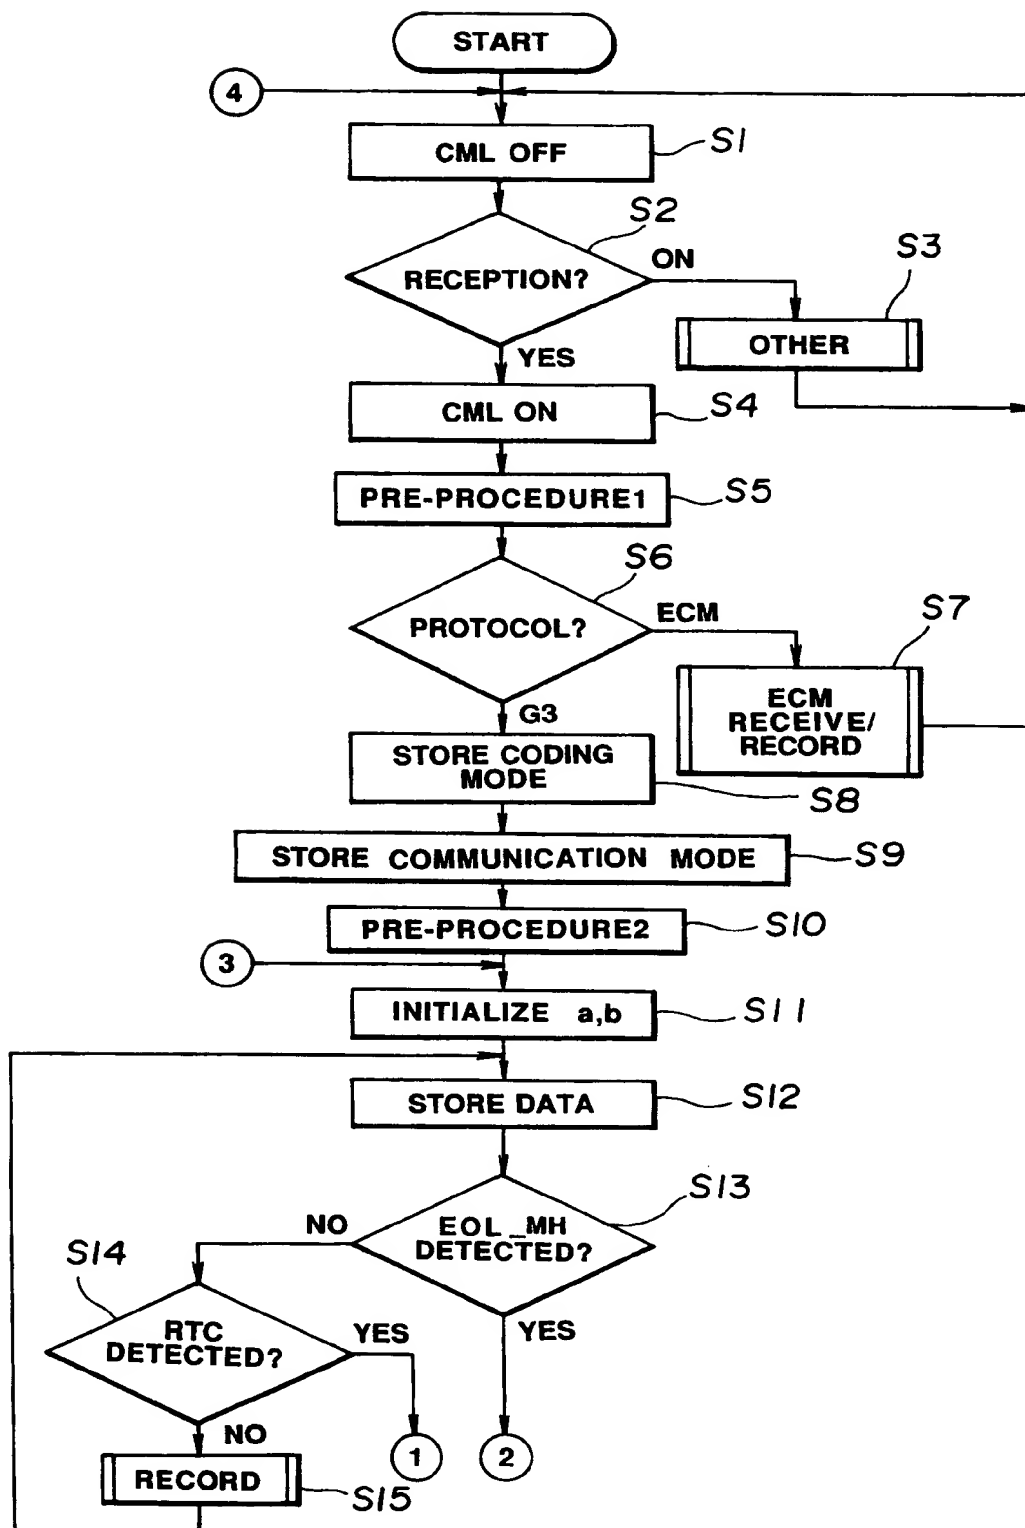 START
4
CML OFF
S1
S2
RECEPTION?
ON
S3
OTHER
YES
CML ON
S4
PRE-PROCEDURE1
S5
S6
PROTOCOL?
ECM
S7
ECM
RECEIVE/
RECORD
G3
STORE CODING
MODE
S8
STORE COMMUNICATION MODE
S9
PRE-PROCEDURE2
S10
3
INITIALIZE a,b
S11
STORE DATA
S12
S13
EOL_MH
DETECTED?
NO
S14
RTC
DETECTED?
YES
YES
NO
1
2
RECORD
S15